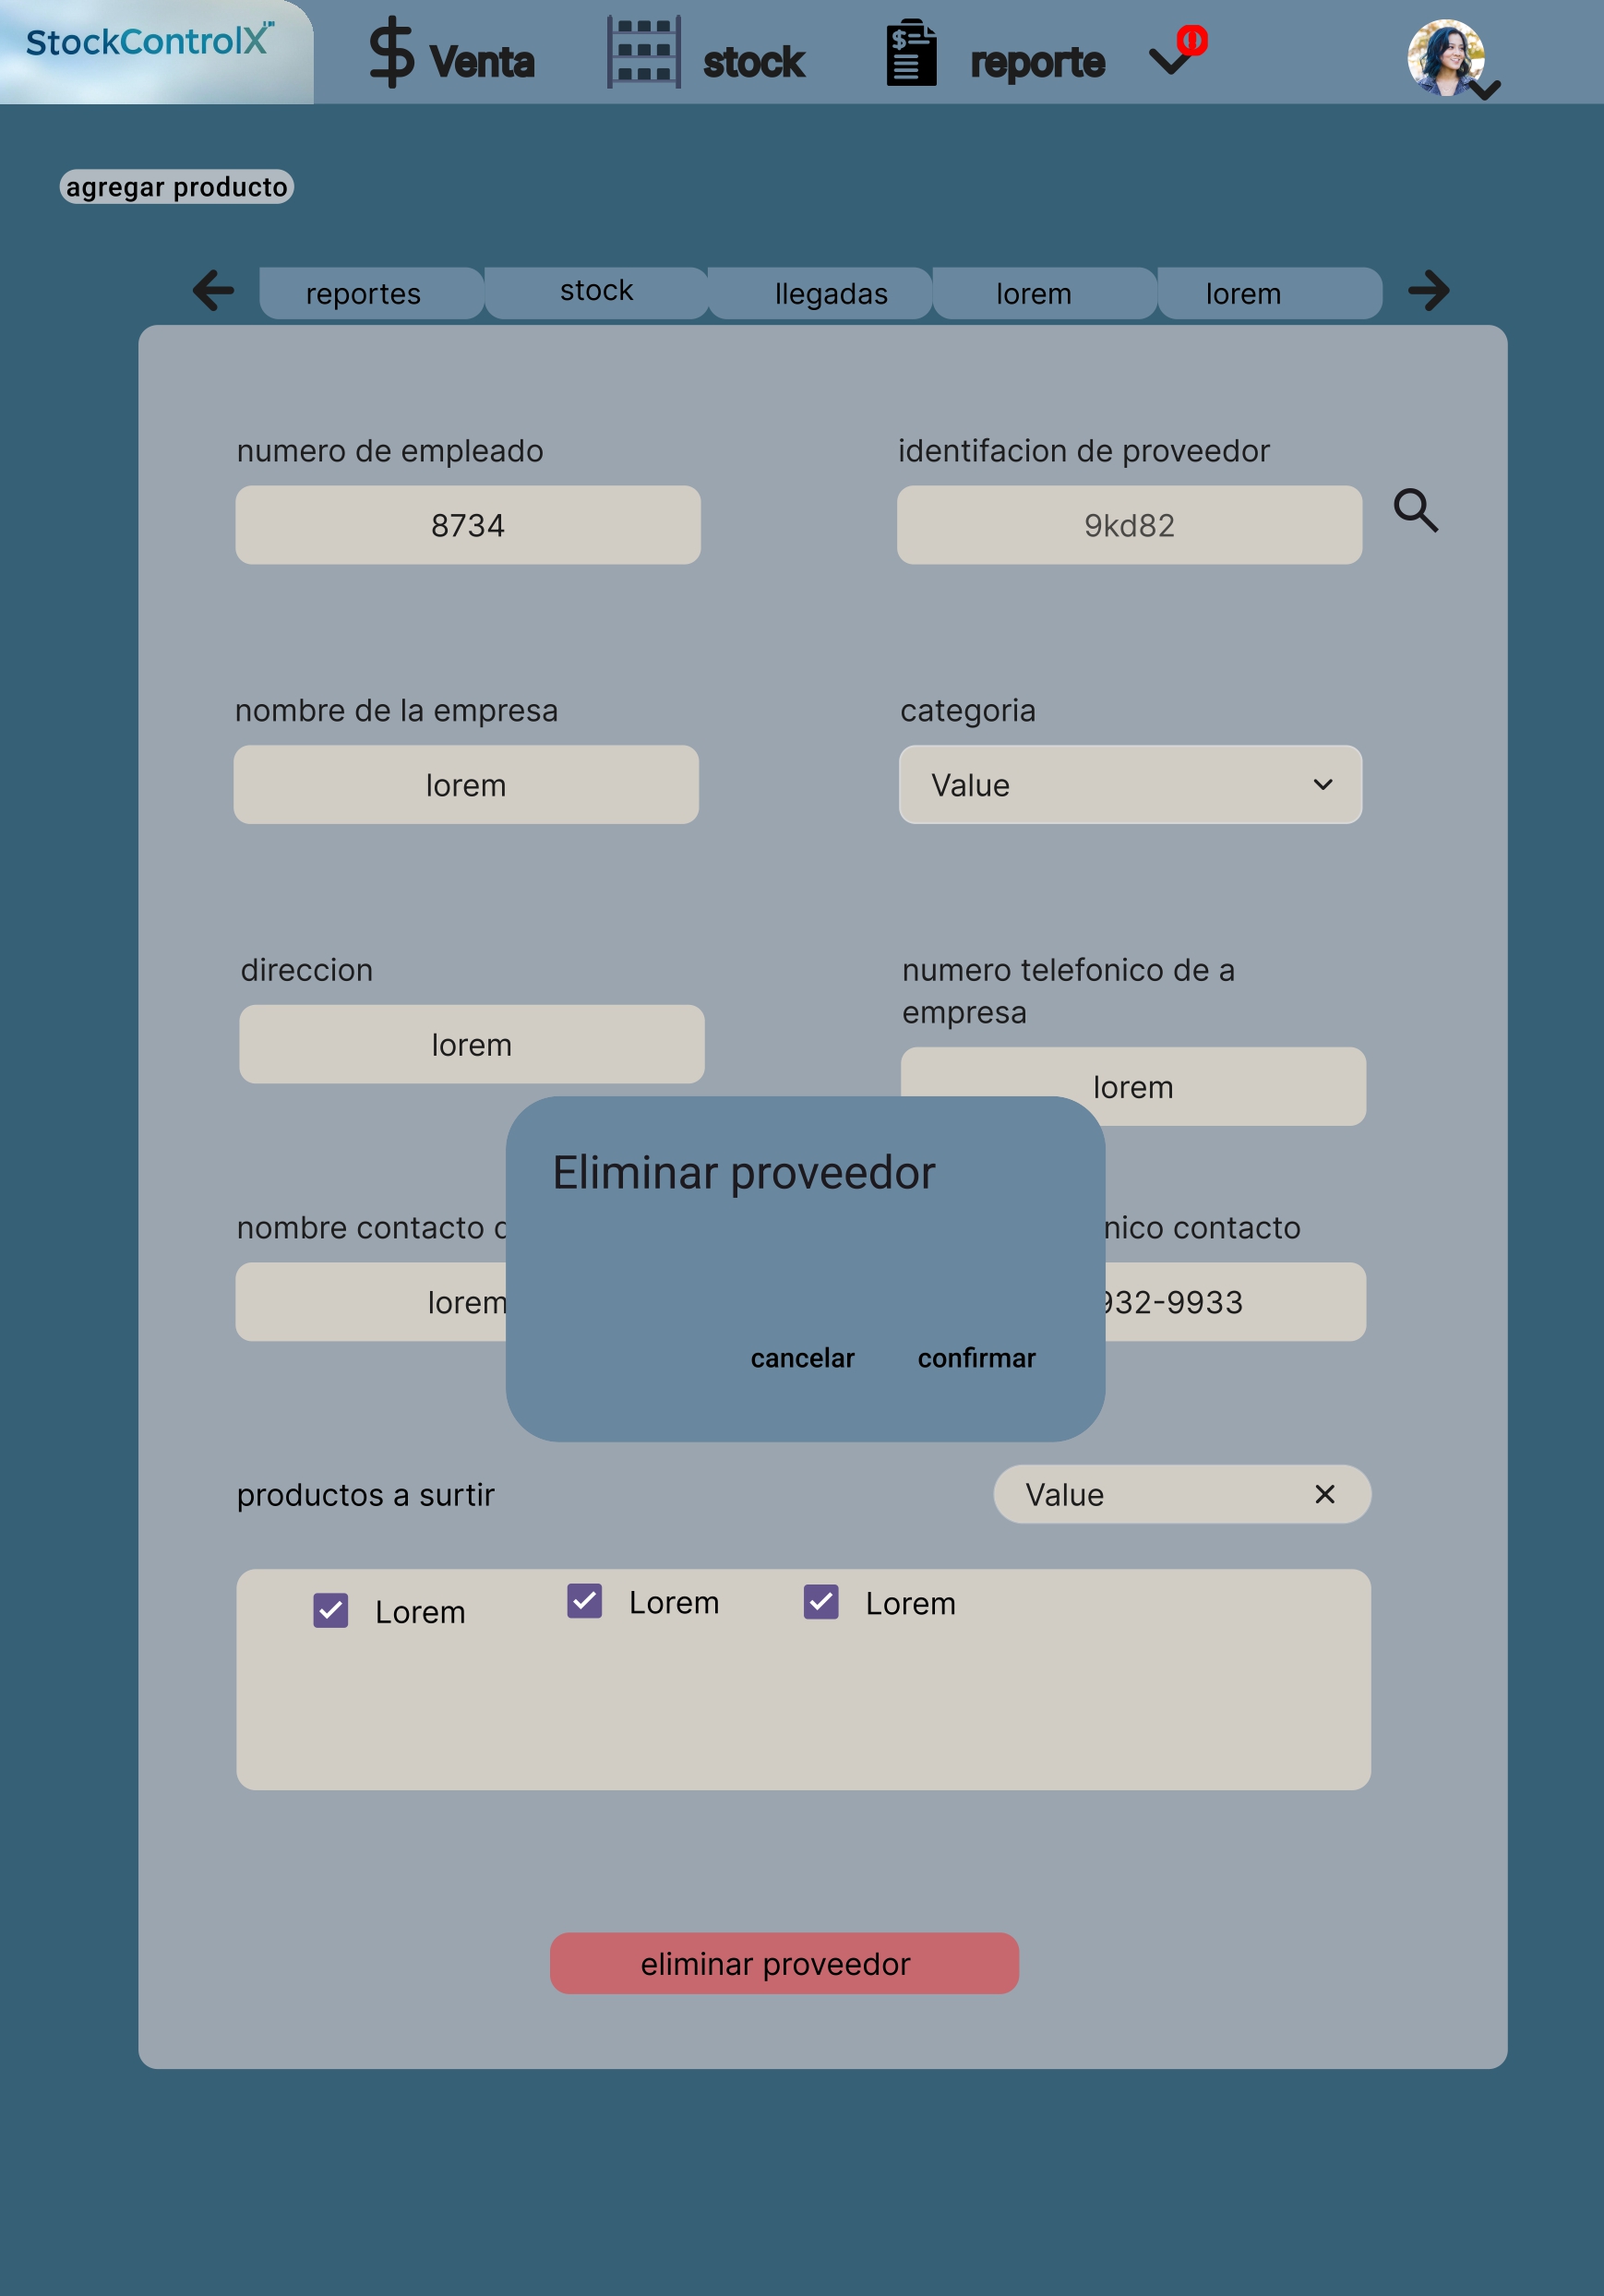 StockControlX
Venta
stock
reporte
0
agregar producto
reportes
stock
llegadas
lorem
lorem
numero de empleado
identifacion de proveedor
8734
9kd82
nombre de la empresa
categoria
lorem
Value
direccion
numero telefonico de a
empresa
lorem
lorem
Eliminar proveedor
nombre contacto
nico contacto
lorem
932-9933
cancelar
confirmar
productos a surtir
Value
Lorem
Lorem
Lorem
eliminar proveedor